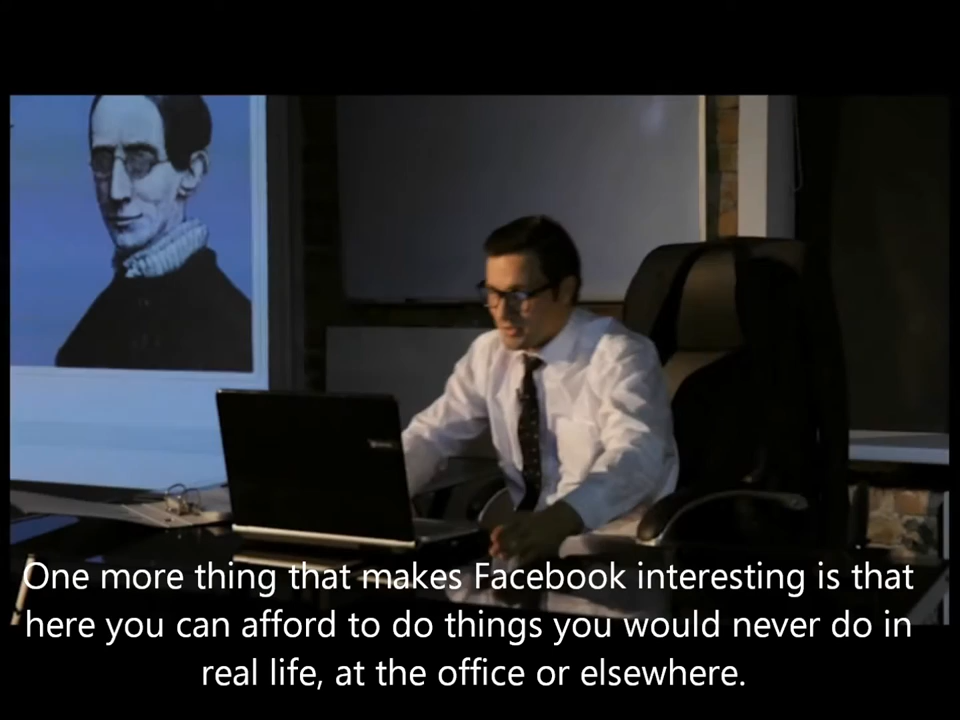 One more thing that makes Facebook interesting is that
here you can afford to do things you would never do in
real life, at the office or elsewhere.